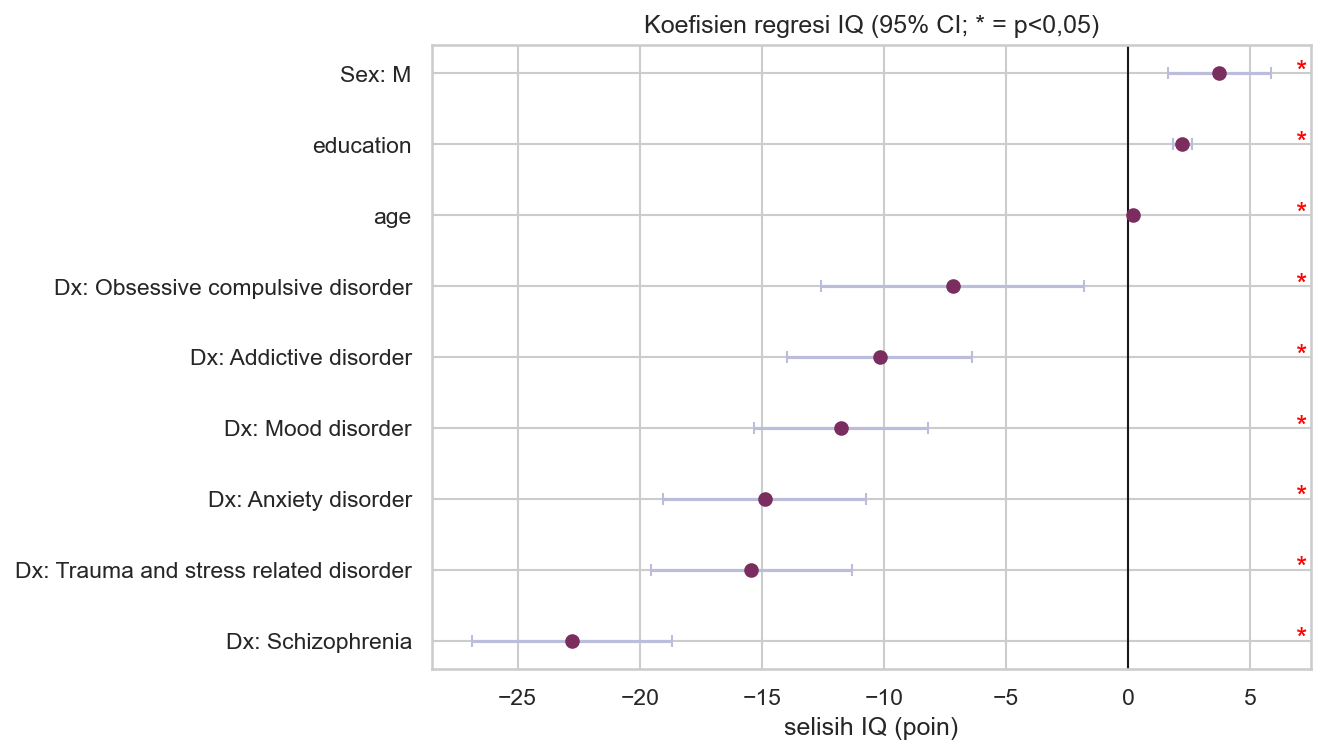 Koefisien regresi IQ (95% CI; * = p<0,05)
Sex: M *
education *
age *
Dx: Obsessive compulsive disorder *
Dx: Addictive disorder *
Dx: Mood disorder *
Dx: Anxiety disorder *
Dx: Trauma and stress related disorder *
Dx: Schizophrenia *
−25 −20 −15 −10 −5 0 5
selisih IQ (poin)